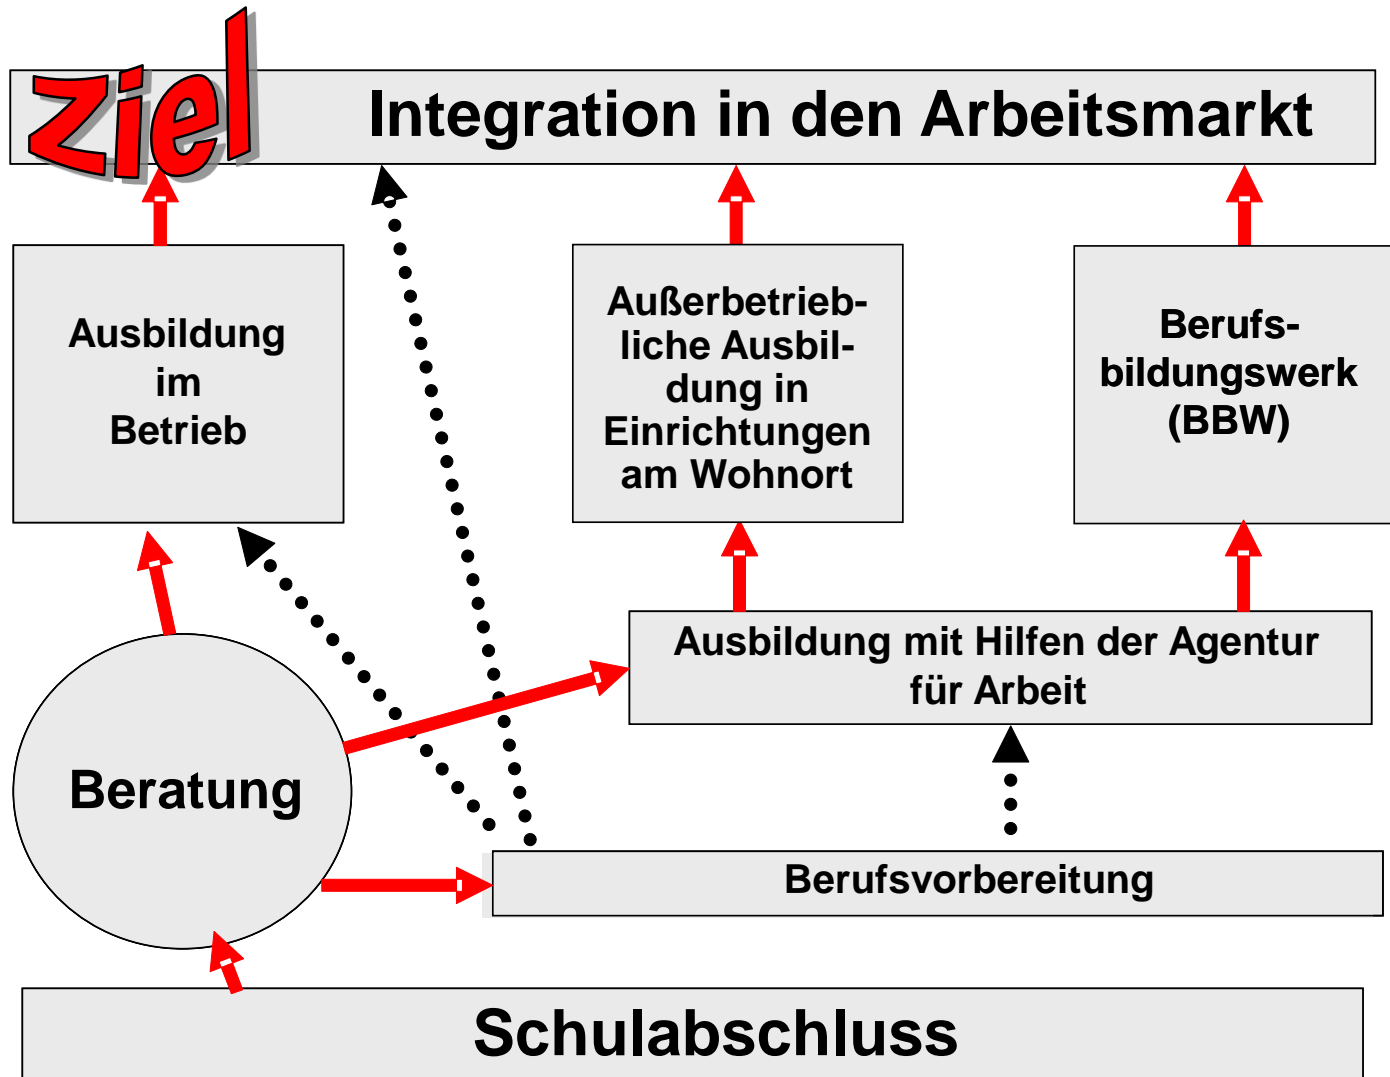 Ziel
Integration in den Arbeitsmarkt
Ausbildung
im
Betrieb
Außerbetrieb-
liche Ausbil-
dung in
Einrichtungen
am Wohnort
Berufs-
bildungswerk
(BBW)
Ausbildung mit Hilfen der Agentur
für Arbeit
Beratung
Berufsvorbereitung
Schulabschluss